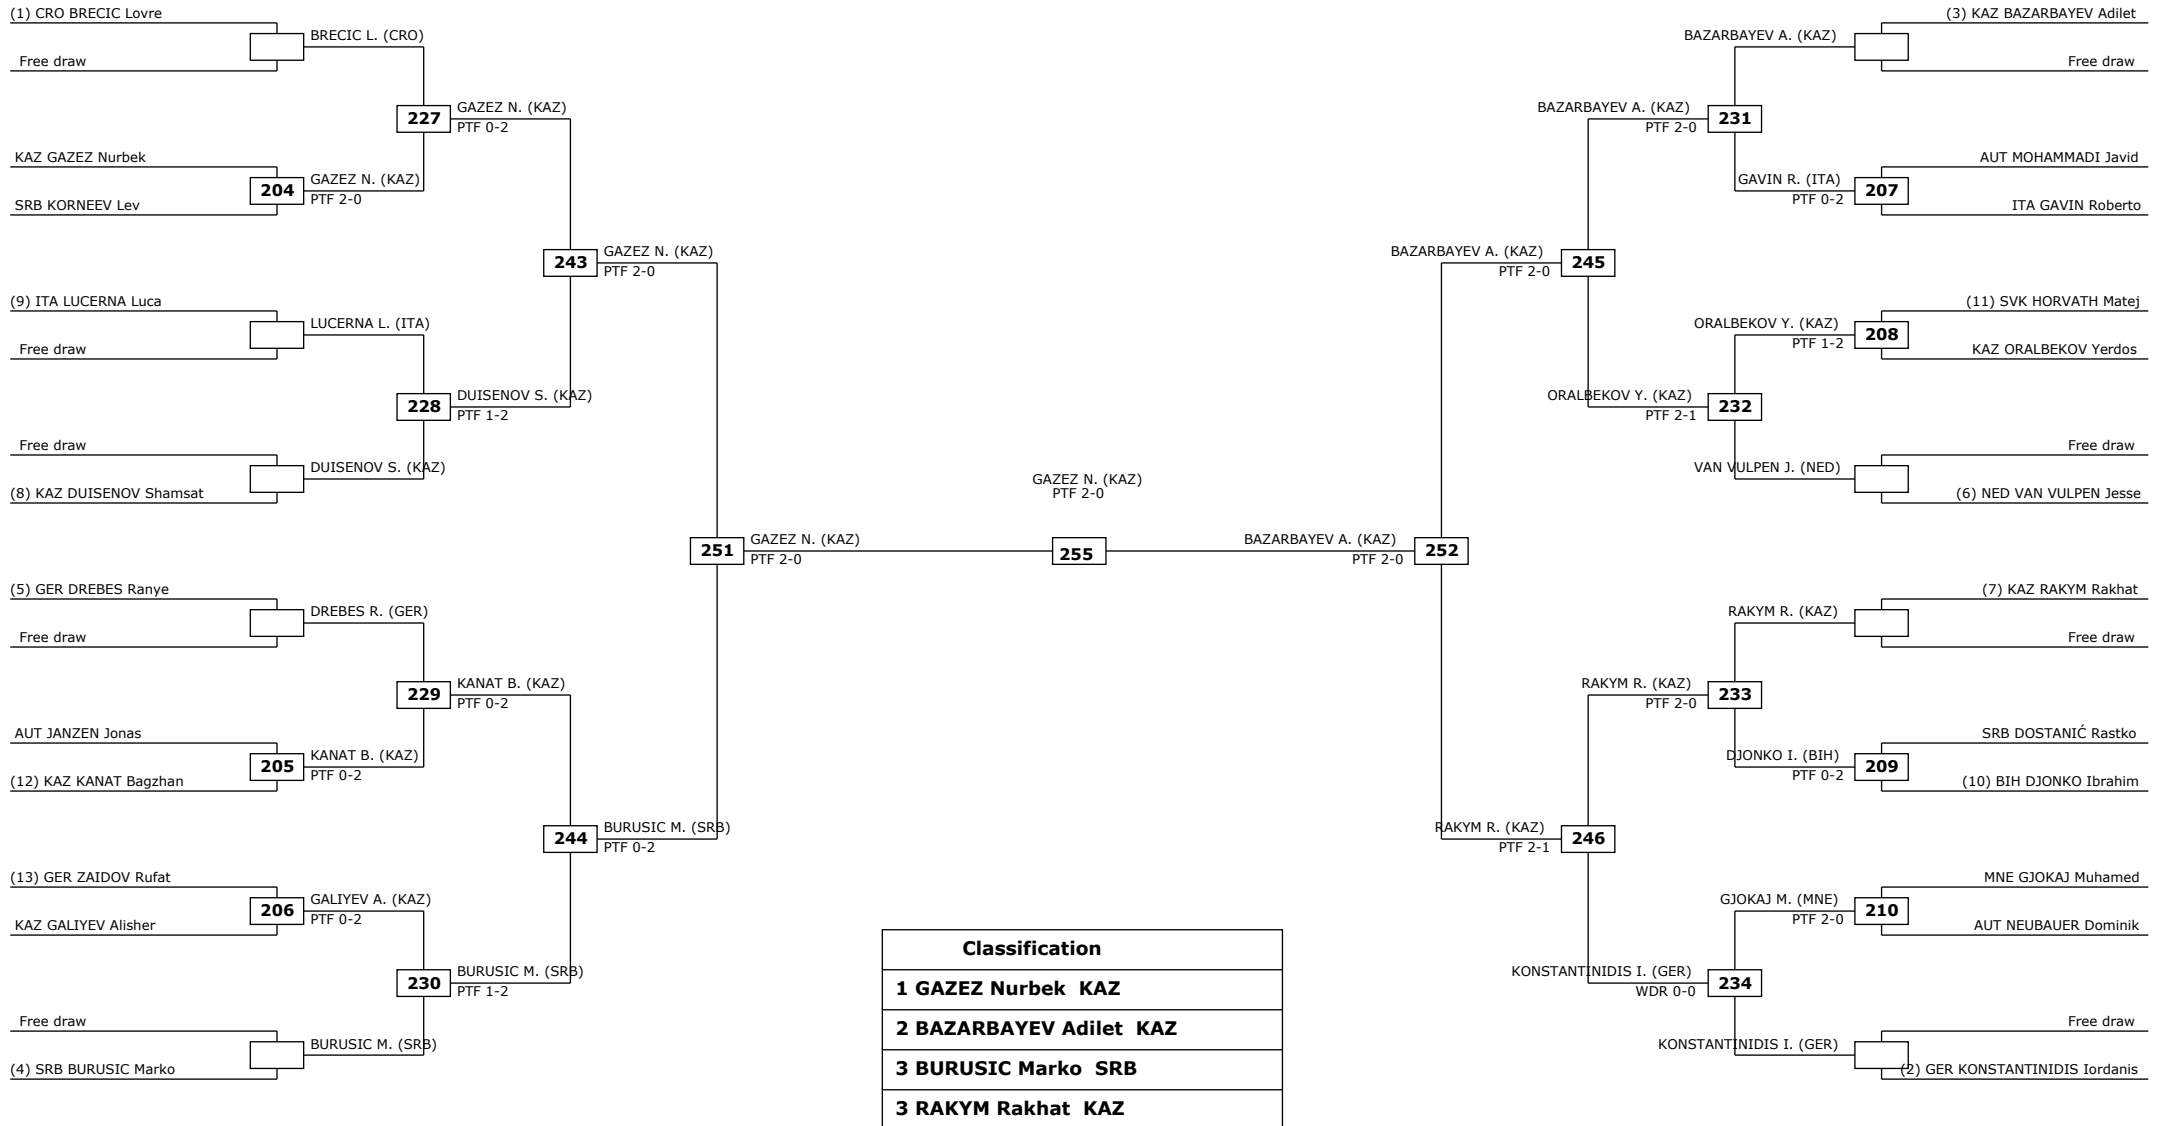 (1) CRO BRECIC Lovre
BRECIC L. (CRO)
Free draw
227
GAZEZ N. (KAZ)
PTF 0-2
KAZ GAZEZ Nurbek
204
GAZEZ N. (KAZ)
PTF 2-0
SRB KORNEEV Lev
243
GAZEZ N. (KAZ)
PTF 2-0
(9) ITA LUCERNA Luca
LUCERNA L. (ITA)
Free draw
228
DUISENOV S. (KAZ)
PTF 1-2
Free draw
DUISENOV S. (KAZ)
(8) KAZ DUISENOV Shamsat
251
GAZEZ N. (KAZ)
PTF 2-0
(5) GER DREBES Ranye
DREBES R. (GER)
Free draw
229
KANAT B. (KAZ)
PTF 0-2
AUT JANZEN Jonas
205
KANAT B. (KAZ)
PTF 0-2
(12) KAZ KANAT Bagzhan
244
BURUSIC M. (SRB)
PTF 0-2
(13) GER ZAIDOV Rufat
206
GALIYEV A. (KAZ)
PTF 0-2
KAZ GALIYEV Alisher
230
BURUSIC M. (SRB)
PTF 1-2
Free draw
BURUSIC M. (SRB)
(4) SRB BURUSIC Marko
GAZEZ N. (KAZ)
PTF 2-0
255
(3) KAZ BAZARBAYEV Adilet
BAZARBAYEV A. (KAZ)
Free draw
BAZARBAYEV A. (KAZ)
PTF 2-0
231
AUT MOHAMMADI Javid
GAVIN R. (ITA)
PTF 0-2
207
ITA GAVIN Roberto
BAZARBAYEV A. (KAZ)
PTF 2-0
245
(11) SVK HORVATH Matej
ORALBEKOV Y. (KAZ)
PTF 1-2
208
KAZ ORALBEKOV Yerdos
ORALBEKOV Y. (KAZ)
PTF 2-1
232
Free draw
VAN VULPEN J. (NED)
(6) NED VAN VULPEN Jesse
BAZARBAYEV A. (KAZ)
PTF 2-0
252
(7) KAZ RAKYM Rakhat
RAKYM R. (KAZ)
Free draw
RAKYM R. (KAZ)
PTF 2-0
233
SRB DOSTANIĆ Rastko
DJONKO I. (BIH)
PTF 0-2
209
(10) BIH DJONKO Ibrahim
RAKYM R. (KAZ)
PTF 2-1
246
MNE GJOKAJ Muhamed
GJOKAJ M. (MNE)
PTF 2-0
210
AUT NEUBAUER Dominik
KONSTANTINIDIS I. (GER)
WDR 0-0
234
Free draw
KONSTANTINIDIS I. (GER)
(2) GER KONSTANTINIDIS Iordanis
Classification
1 GAZEZ Nurbek KAZ
2 BAZARBAYEV Adilet KAZ
3 BURUSIC Marko SRB
3 RAKYM Rakhat KAZ